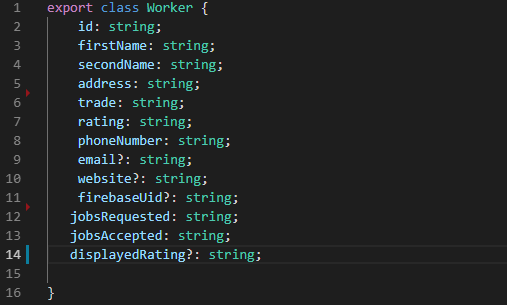 1 export class Worker {
2 id: string;
3 firstName: string;
4 secondName: string;
5 address: string;
6 trade: string;
7 rating: string;
8 phoneNumber: string;
9 email?: string;
10 website?: string;
11 firebaseUid?: string;
12 jobsRequested: string;
13 jobsAccepted: string;
14 displayedRating?: string;
15
16 }